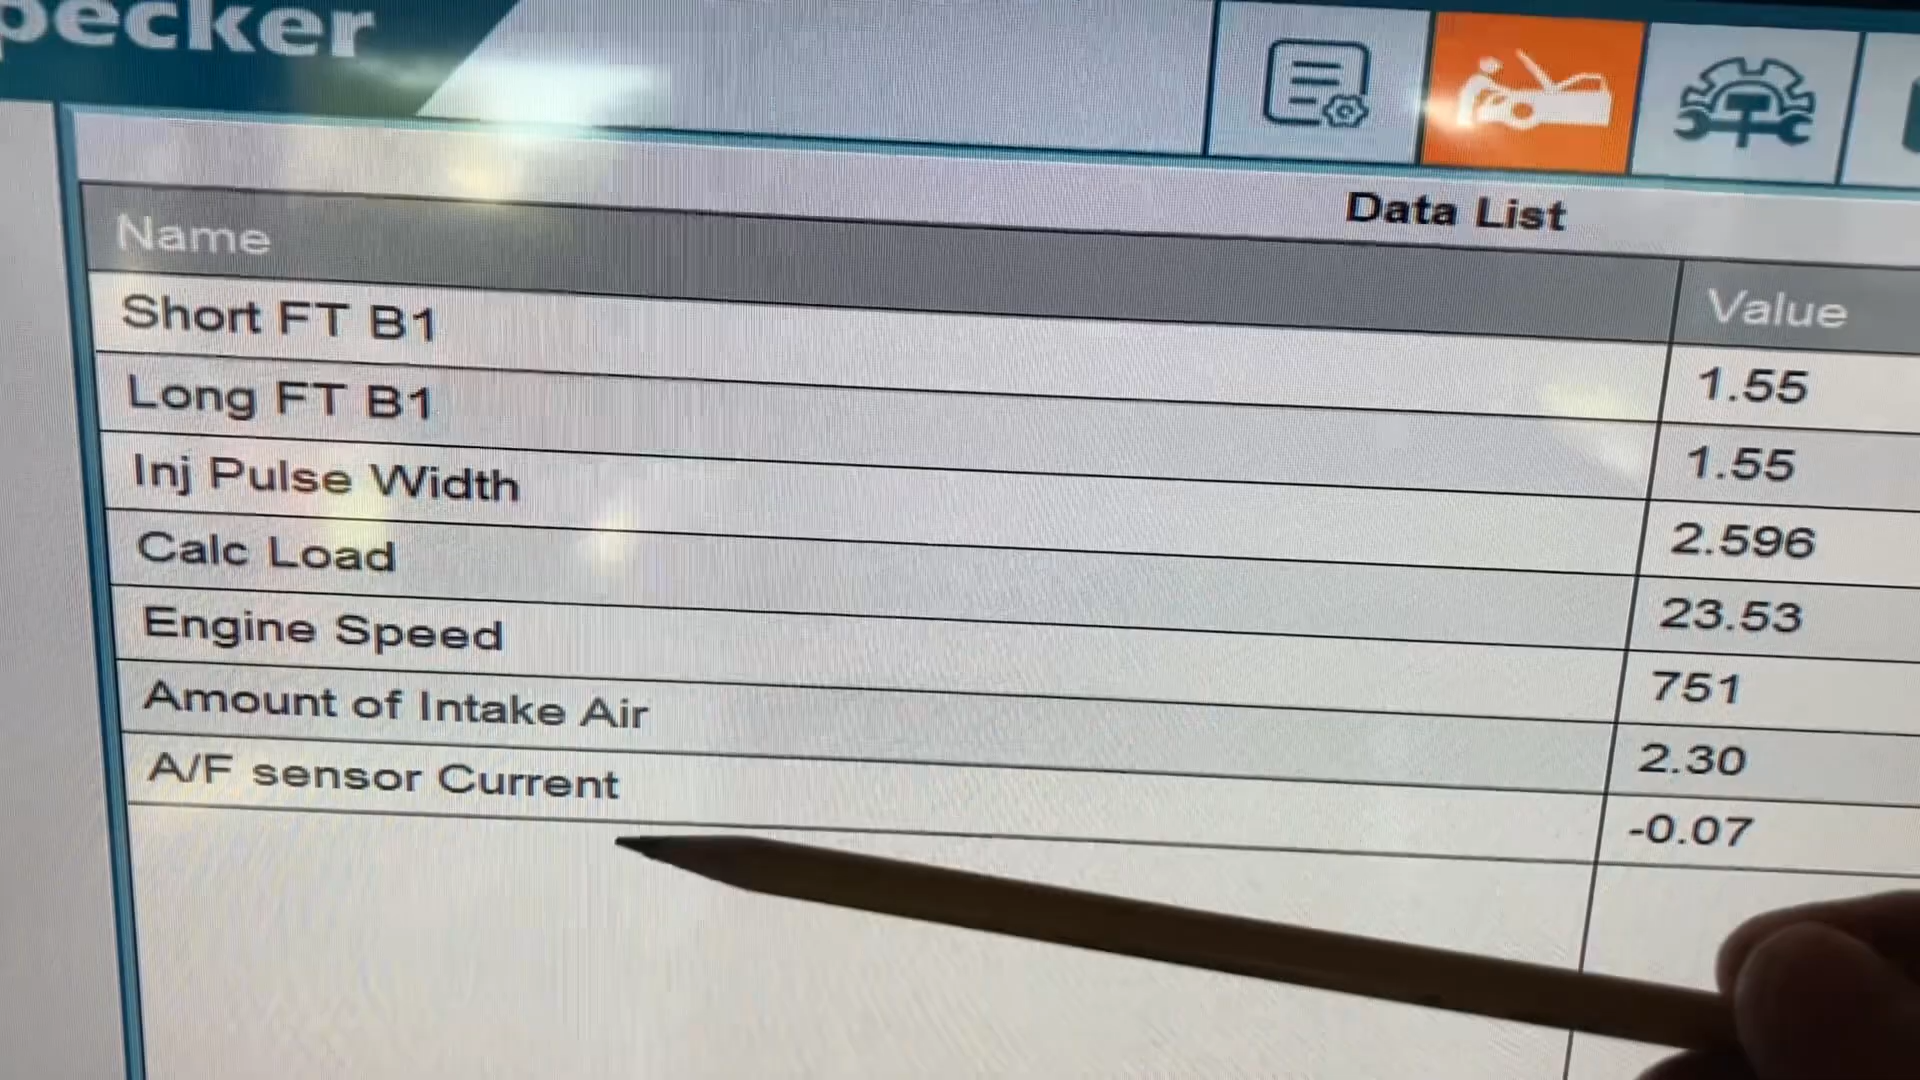 pecker
Data List
Name Value
Short FT B1 1.55
Long FT B1 1.55
Inj Pulse Width 2.596
Calc Load 23.53
Engine Speed 751
Amount of Intake Air 2.30
A/F sensor Current -0.07